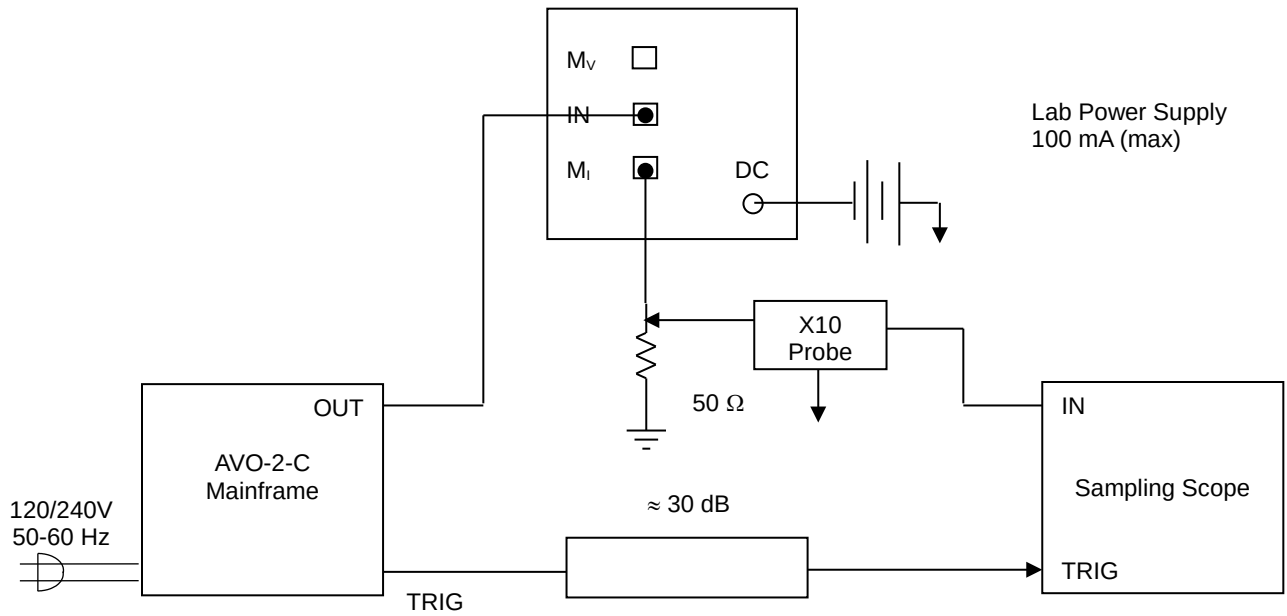 M_V
IN
M_I
DC
Lab Power Supply
100 mA (max)
X10
Probe
50 Ω
OUT
AVO-2-C
Mainframe
120/240V
50-60 Hz
TRIG
≈ 30 dB
IN
Sampling Scope
TRIG